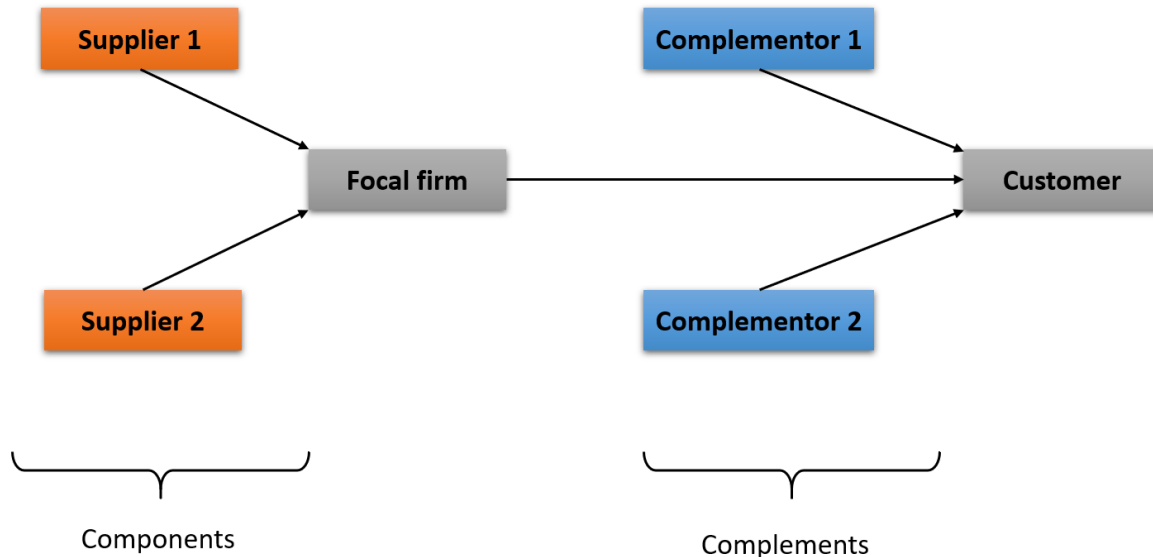 Supplier 1
Complementor 1
Focal firm
Customer
Supplier 2
Complementor 2
Components
Complements